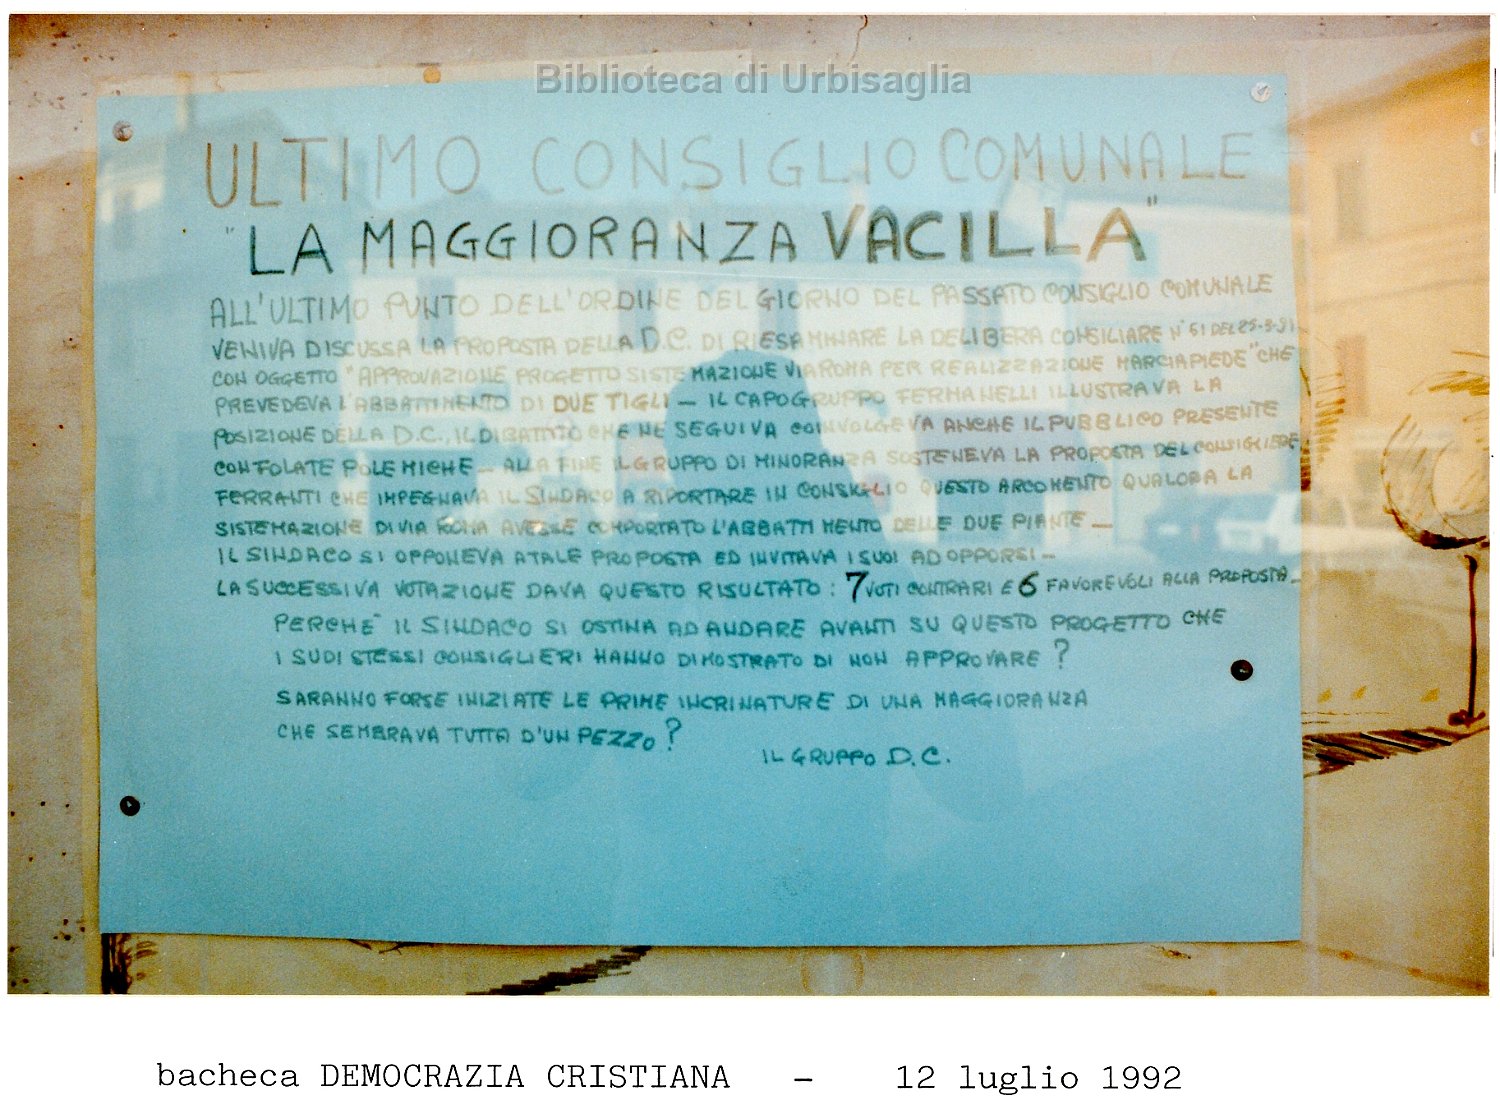 Biblioteca di Urbisaglia
ULTIMO CONSIGLIO COMUNALE
"LA MAGGIORANZA VACILLA"
ALL'ULTIMO PUNTO DELL'ORDINE DEL GIORNO DEL PASSATO CONSIGLIO COMUNALE
VENIVA DISCUSSA LA PROPOSTA DELLA D.C. DI RIESAMINARE LA DELIBERA CONSILIARE N° 51 DEL
CON OGGETTO "APPROVAZIONE PROGETTO SISTEMAZIONE VIA ROMA PER REALIZZAZIONE MARCIAPIEDE" CHE
PREVEDEVA L'ABBATTIMENTO DI DUE TIGLI – IL CAPOGRUPPO FERMANELLI ILLUSTRAVA LA
POSIZIONE DELLA D.C., IL DIBATTITO CHE NE SEGUIVA COINVOLGEVA ANCHE IL PUBBLICO PRESENTE
CON FOLATE POLEMICHE – ALLA FINE IL GRUPPO DI MINORANZA SOSTENEVA LA PROPOSTA DEL CONSIGLIERE
FERRANTI CHE IMPEGNAVA IL SINDACO A RIPORTARE IN CONSIGLIO QUESTO ARGOMENTO QUALORA LA
SISTEMAZIONE DI VIA ROMA AVESSE COMPORTATO L'ABBATTIMENTO DELLE DUE PIANTE –
IL SINDACO SI OPPONEVA A TALE PROPOSTA ED INVITAVA I SUOI AD OPPORSI –
LA SUCCESSIVA VOTAZIONE DAVA QUESTO RISULTATO : 7 VOTI CONTRARI E 6 FAVOREVOLI ALLA PROPOSTA –
PERCHE' IL SINDACO SI OSTINA AD ANDARE AVANTI SU QUESTO PROGETTO CHE
I SUOI STESSI CONSIGLIERI HANNO DIMOSTRATO DI NON APPROVARE ?
SARANNO FORSE INIZIATE LE PRIME INCRINATURE DI UNA MAGGIORANZA
CHE SEMBRAVA TUTTA D'UN PEZZO ?
IL GRUPPO D.C.
bacheca DEMOCRAZIA CRISTIANA – 12 luglio 1992